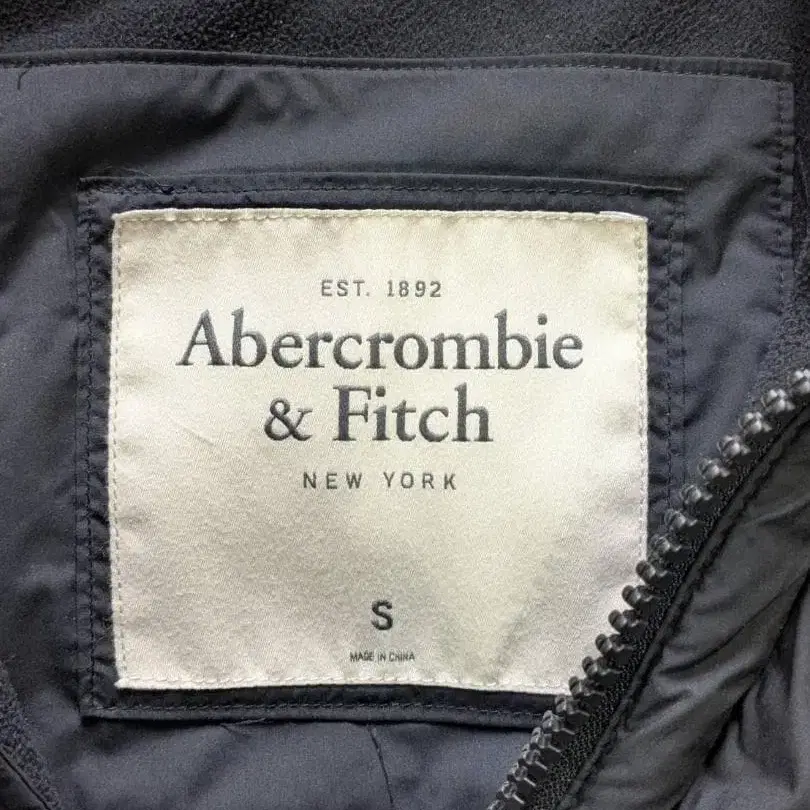 EST. 1892
Abercrombie
& Fitch
NEW YORK
S
MADE IN CHINA